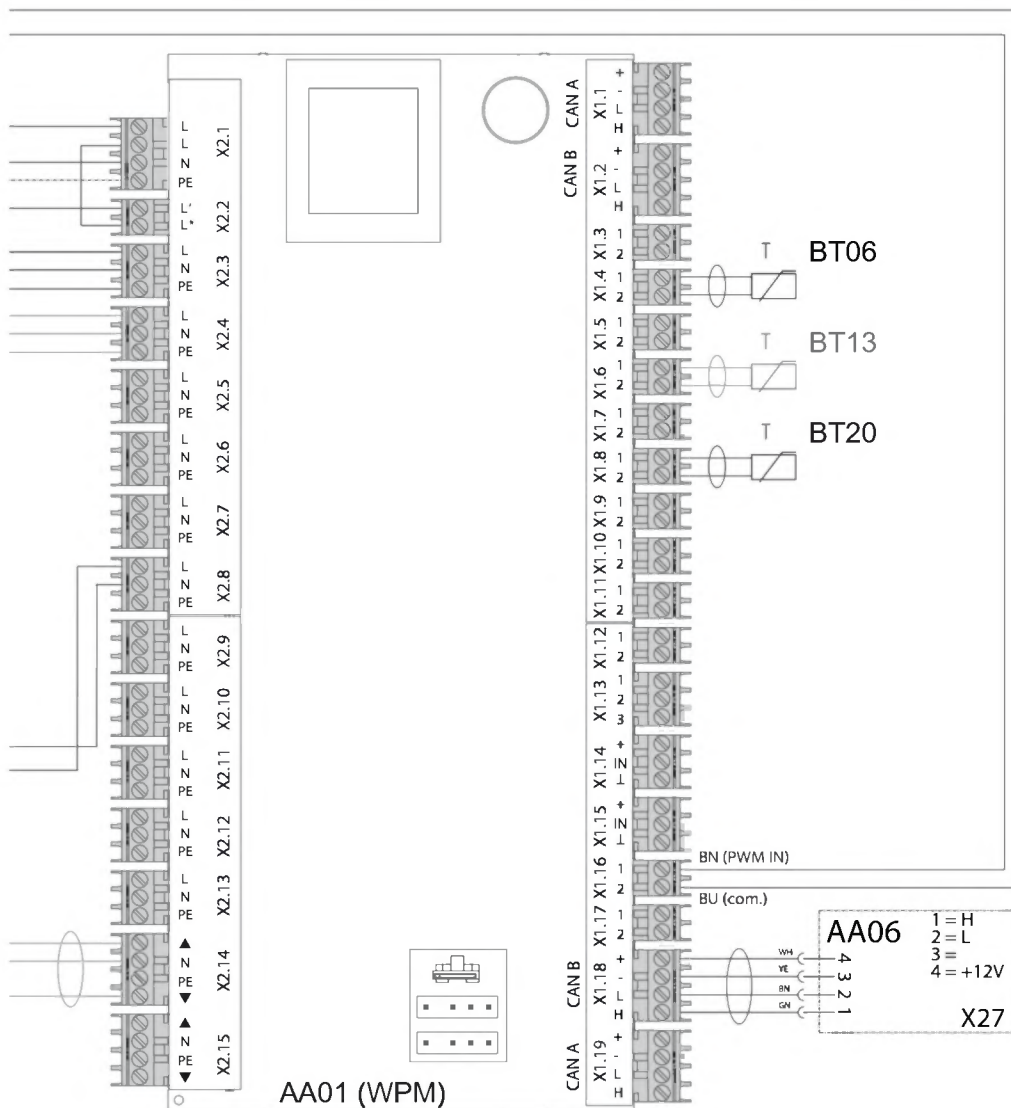 L
L
N
PE
X2.1
L'
L*
X2.2
L
N
PE
X2.3
L
N
PE
X2.4
L
N
PE
X2.5
L
N
PE
X2.6
L
N
PE
X2.7
L
N
PE
X2.8
L
N
PE
X2.9
L
N
PE
X2.10
L
N
PE
X2.11
L
N
PE
X2.12
L
N
PE
X2.13
▲
N
PE
▼
X2.14
▲
N
PE
▼
X2.15
AA01 (WPM)
CAN A
X1.1
+
-
L
H
CAN B
X1.2
+
-
L
H
X1.3
1
2
X1.4
1
2
X1.5
1
2
X1.6
1
2
X1.7
1
2
X1.8
1
2
X1.9
1
2
X1.10
1
2
X1.11
1
2
X1.12
1
2
X1.13
1
2
3
X1.14
+
IN
⊥
X1.15
+
IN
⊥
X1.16
1
2
X1.17
1
2
CAN B
X1.18
+
-
L
H
CAN A
X1.19
+
-
L
H
T
BT06
T
BT13
T
BT20
BN (PWM IN)
BU (com.)
WH
YE
BN
GN
4
3
2
1
AA06
1 = H
2 = L
3 =
4 = +12V
X27